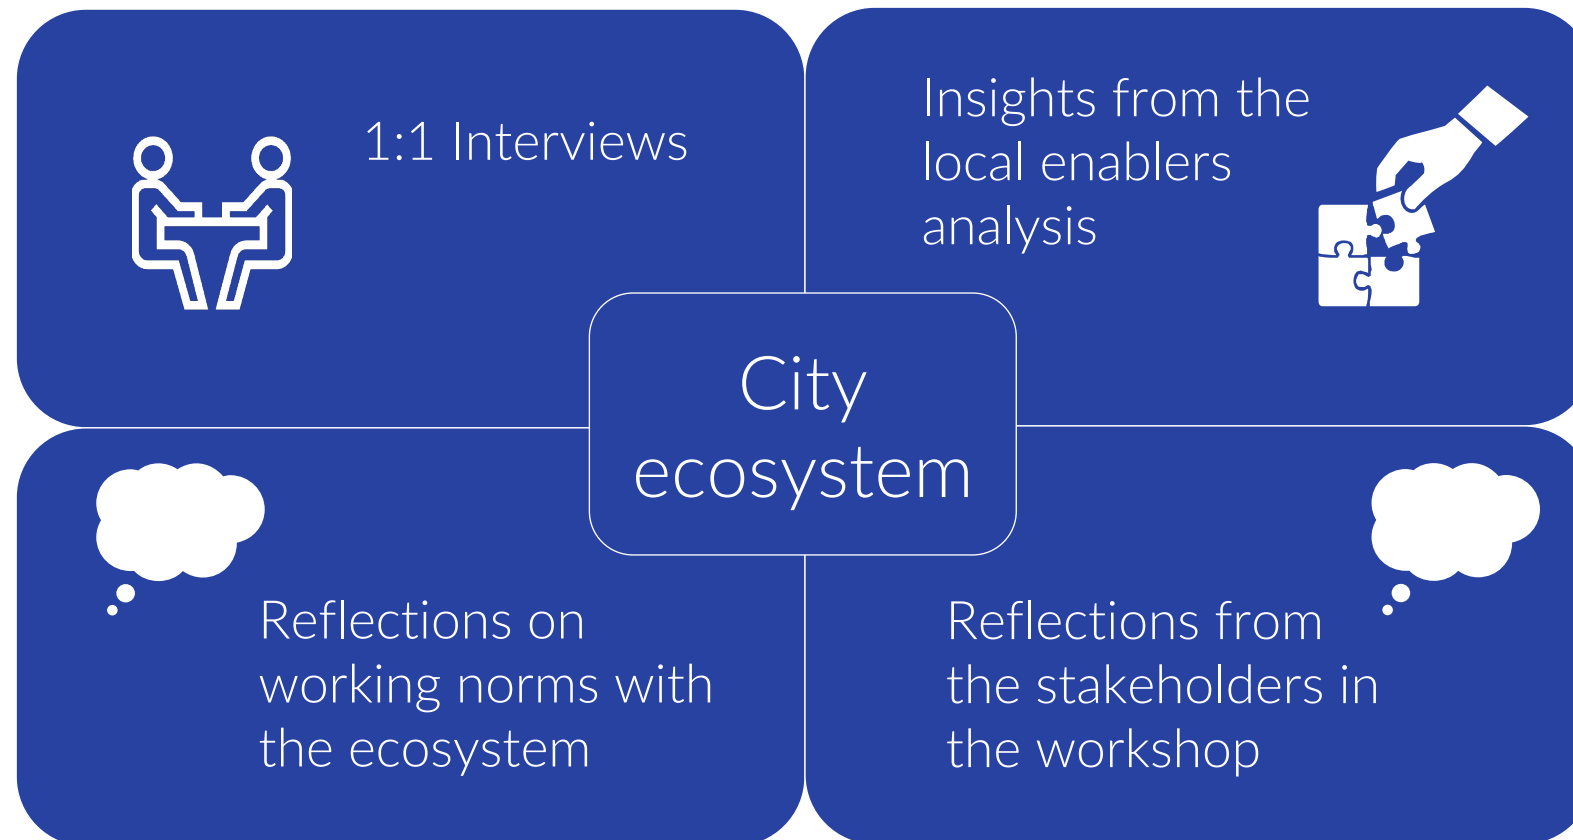 1:1 Interviews
Insights from the
local enablers
analysis
City
ecosystem
Reflections on
working norms with
the ecosystem
Reflections from
the stakeholders in
the workshop